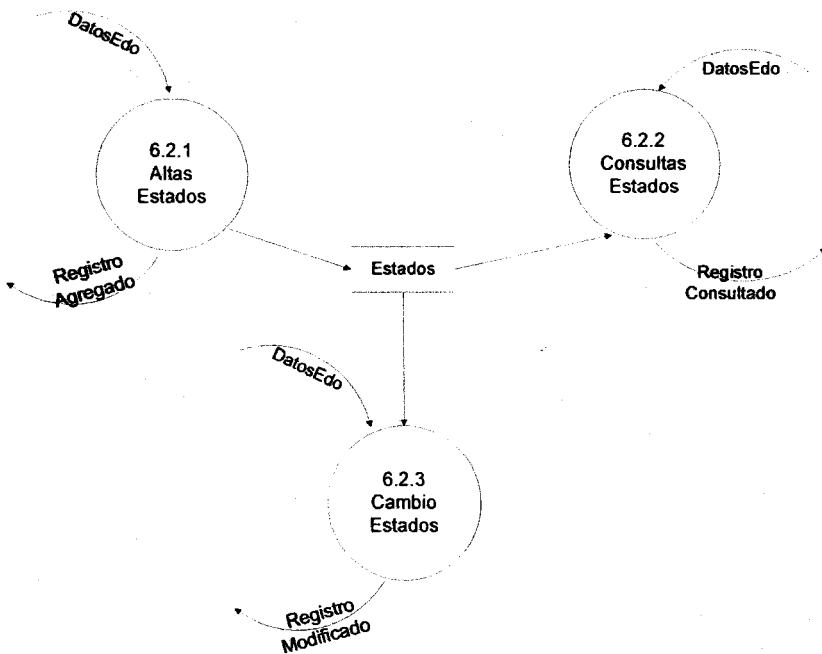 DatosEdo
6.2.1
Altas
Estados
Registro
Agregado
DatosEdo
6.2.2
Consultas
Estados
Registro
Consultado
Estados
DatosEdo
6.2.3
Cambio
Estados
Registro
Modificado